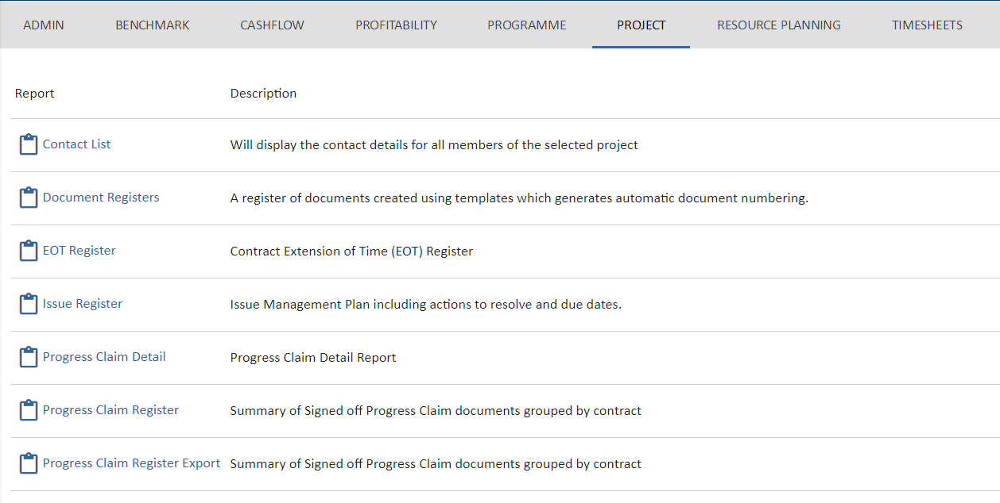 ADMIN BENCHMARK CASHFLOW PROFITABILITY PROGRAMME PROJECT RESOURCE PLANNING TIMESHEETS
Report Description
Contact List Will display the contact details for all members of the selected project
Document Registers A register of documents created using templates which generates automatic document numbering.
EOT Register Contract Extension of Time (EOT) Register
Issue Register Issue Management Plan including actions to resolve and due dates.
Progress Claim Detail Progress Claim Detail Report
Progress Claim Register Summary of Signed off Progress Claim documents grouped by contract
Progress Claim Register Export Summary of Signed off Progress Claim documents grouped by contract